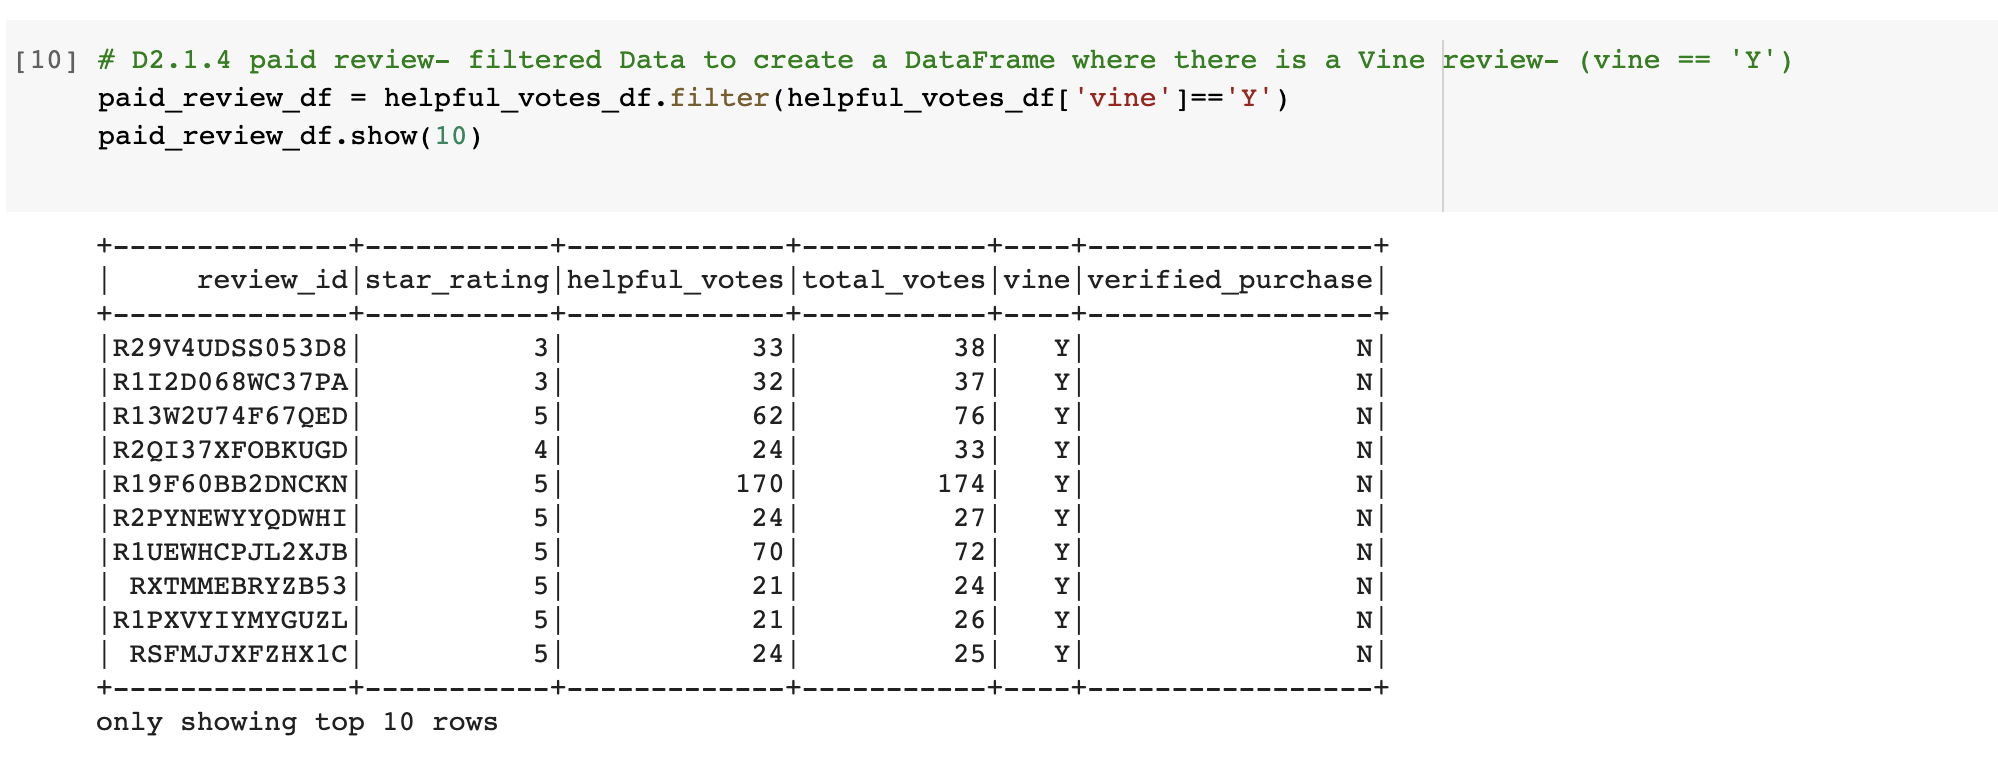 [10] # D2.1.4 paid review- filtered Data to create a DataFrame where there is a Vine review- (vine == 'Y')
paid_review_df = helpful_votes_df.filter(helpful_votes_df['vine']=='Y')
paid_review_df.show(10)
+--------------+-----------+-------------+-----------+----+-----------------+
|     review_id|star_rating|helpful_votes|total_votes|vine|verified_purchase|
+--------------+-----------+-------------+-----------+----+-----------------+
|R29V4UDSS053D8|          3|           33|         38|   Y|                N|
|R1I2D068WC37PA|          3|           32|         37|   Y|                N|
|R13W2U74F67QED|          5|           62|         76|   Y|                N|
|R2QI37XFOBKUGD|          4|           24|         33|   Y|                N|
|R19F60BB2DNCKN|          5|          170|        174|   Y|                N|
|R2PYNEWYYQDWHI|          5|           24|         27|   Y|                N|
|R1UEWHCPJL2XJB|          5|           70|         72|   Y|                N|
| RXTMMEBRYZB53|          5|           21|         24|   Y|                N|
|R1PXVYIYMYGUZL|          5|           21|         26|   Y|                N|
| RSFMJJXFZHX1C|          5|           24|         25|   Y|                N|
+--------------+-----------+-------------+-----------+----+-----------------+
only showing top 10 rows